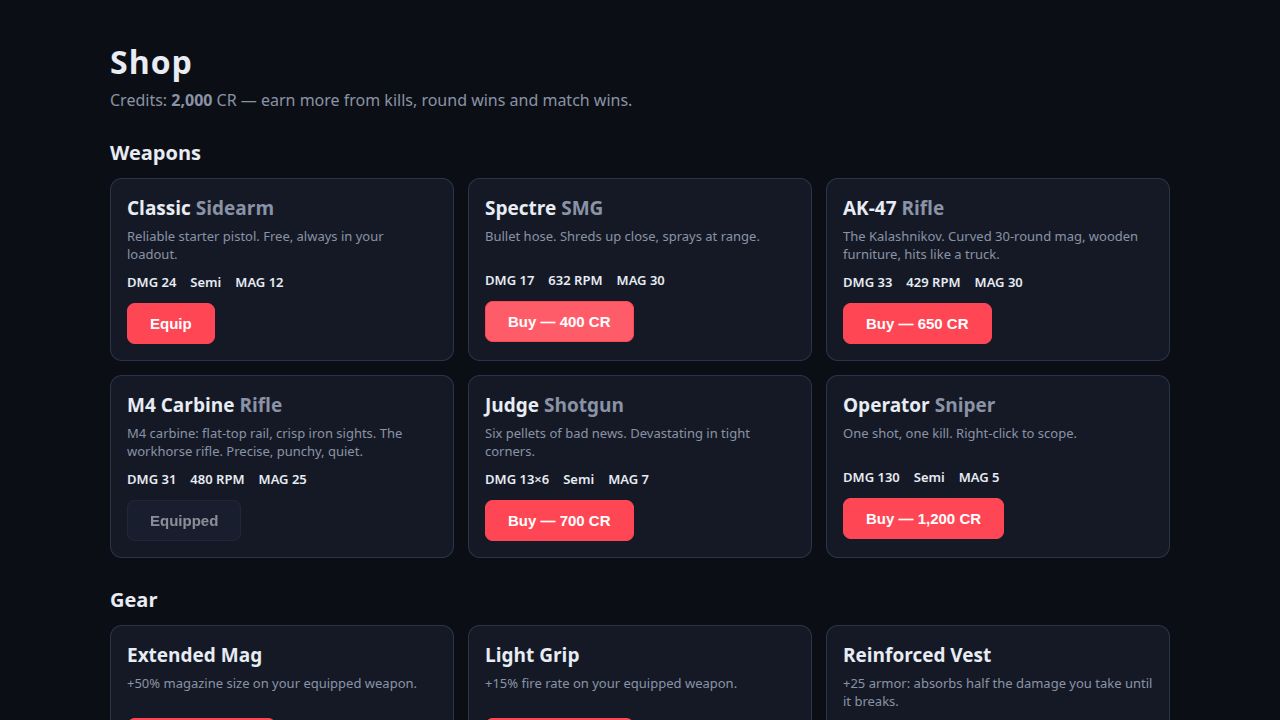 Shop
Credits: 2,000 CR — earn more from kills, round wins and match wins.
Weapons
Classic Sidearm
Reliable starter pistol. Free, always in your
loadout.
DMG 24 Semi MAG 12
Equip
Spectre SMG
Bullet hose. Shreds up close, sprays at range.
DMG 17 632 RPM MAG 30
Buy — 400 CR
AK-47 Rifle
The Kalashnikov. Curved 30-round mag, wooden
furniture, hits like a truck.
DMG 33 429 RPM MAG 30
Buy — 650 CR
M4 Carbine Rifle
M4 carbine: flat-top rail, crisp iron sights. The
workhorse rifle. Precise, punchy, quiet.
DMG 31 480 RPM MAG 25
Equipped
Judge Shotgun
Six pellets of bad news. Devastating in tight
corners.
DMG 13×6 Semi MAG 7
Buy — 700 CR
Operator Sniper
One shot, one kill. Right-click to scope.
DMG 130 Semi MAG 5
Buy — 1,200 CR
Gear
Extended Mag
+50% magazine size on your equipped weapon.
Light Grip
+15% fire rate on your equipped weapon.
Reinforced Vest
+25 armor: absorbs half the damage you take until
it breaks.